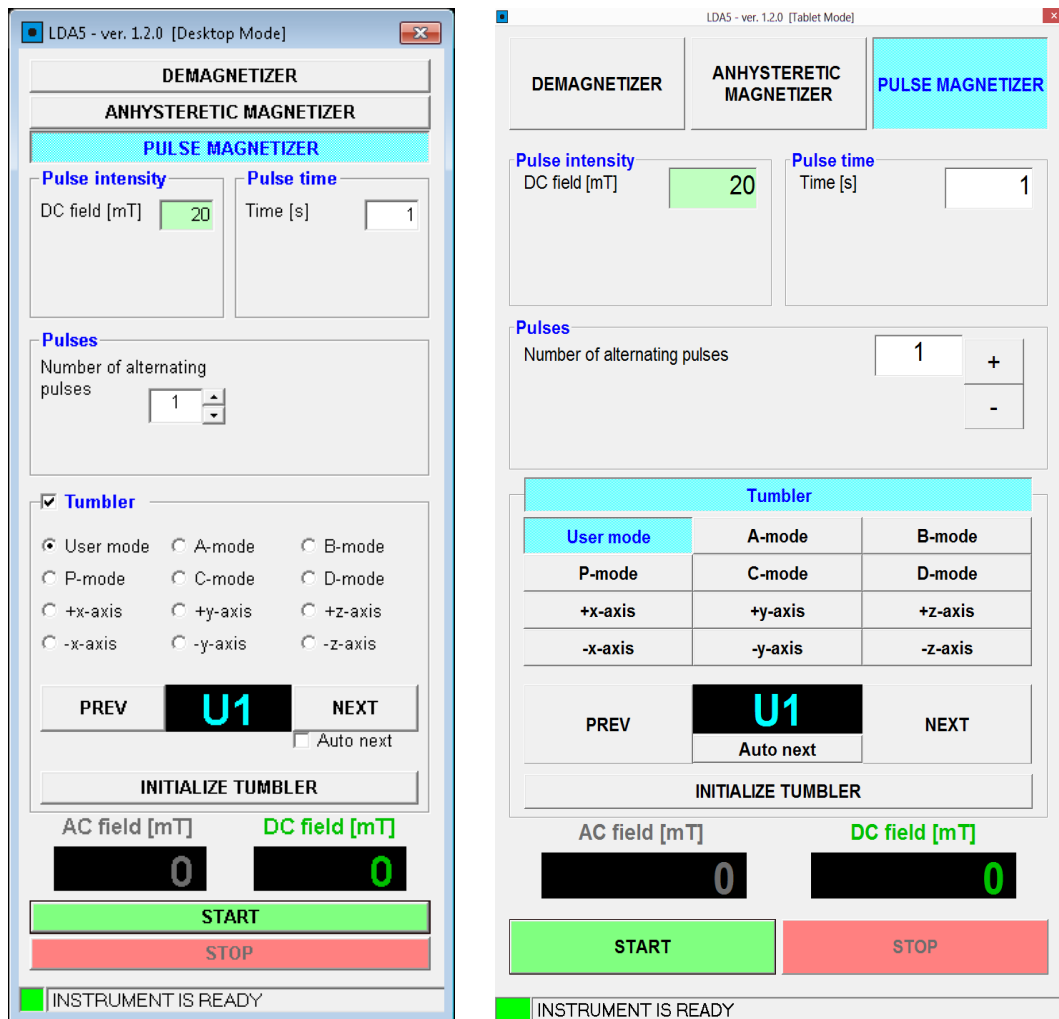 LDA5 - ver. 1.2.0 [Desktop Mode]
DEMAGNETIZER
ANHYSTERETIC MAGNETIZER
PULSE MAGNETIZER
Pulse intensity
DC field [mT] 20
Pulse time
Time [s] 1
Pulses
Number of alternating
pulses
1
Tumbler
User mode A-mode B-mode
P-mode C-mode D-mode
+x-axis +y-axis +z-axis
-x-axis -y-axis -z-axis
PREV U1 NEXT
Auto next
INITIALIZE TUMBLER
AC field [mT] DC field [mT]
0 0
START
STOP
INSTRUMENT IS READY
LDA5 - ver. 1.2.0 [Tablet Mode]
DEMAGNETIZER
ANHYSTERETIC
MAGNETIZER
PULSE MAGNETIZER
Pulse intensity
DC field [mT] 20
Pulse time
Time [s] 1
Pulses
Number of alternating pulses 1 +
-
Tumbler
User mode A-mode B-mode
P-mode C-mode D-mode
+x-axis +y-axis +z-axis
-x-axis -y-axis -z-axis
PREV U1 NEXT
Auto next
INITIALIZE TUMBLER
AC field [mT] DC field [mT]
0 0
START STOP
INSTRUMENT IS READY